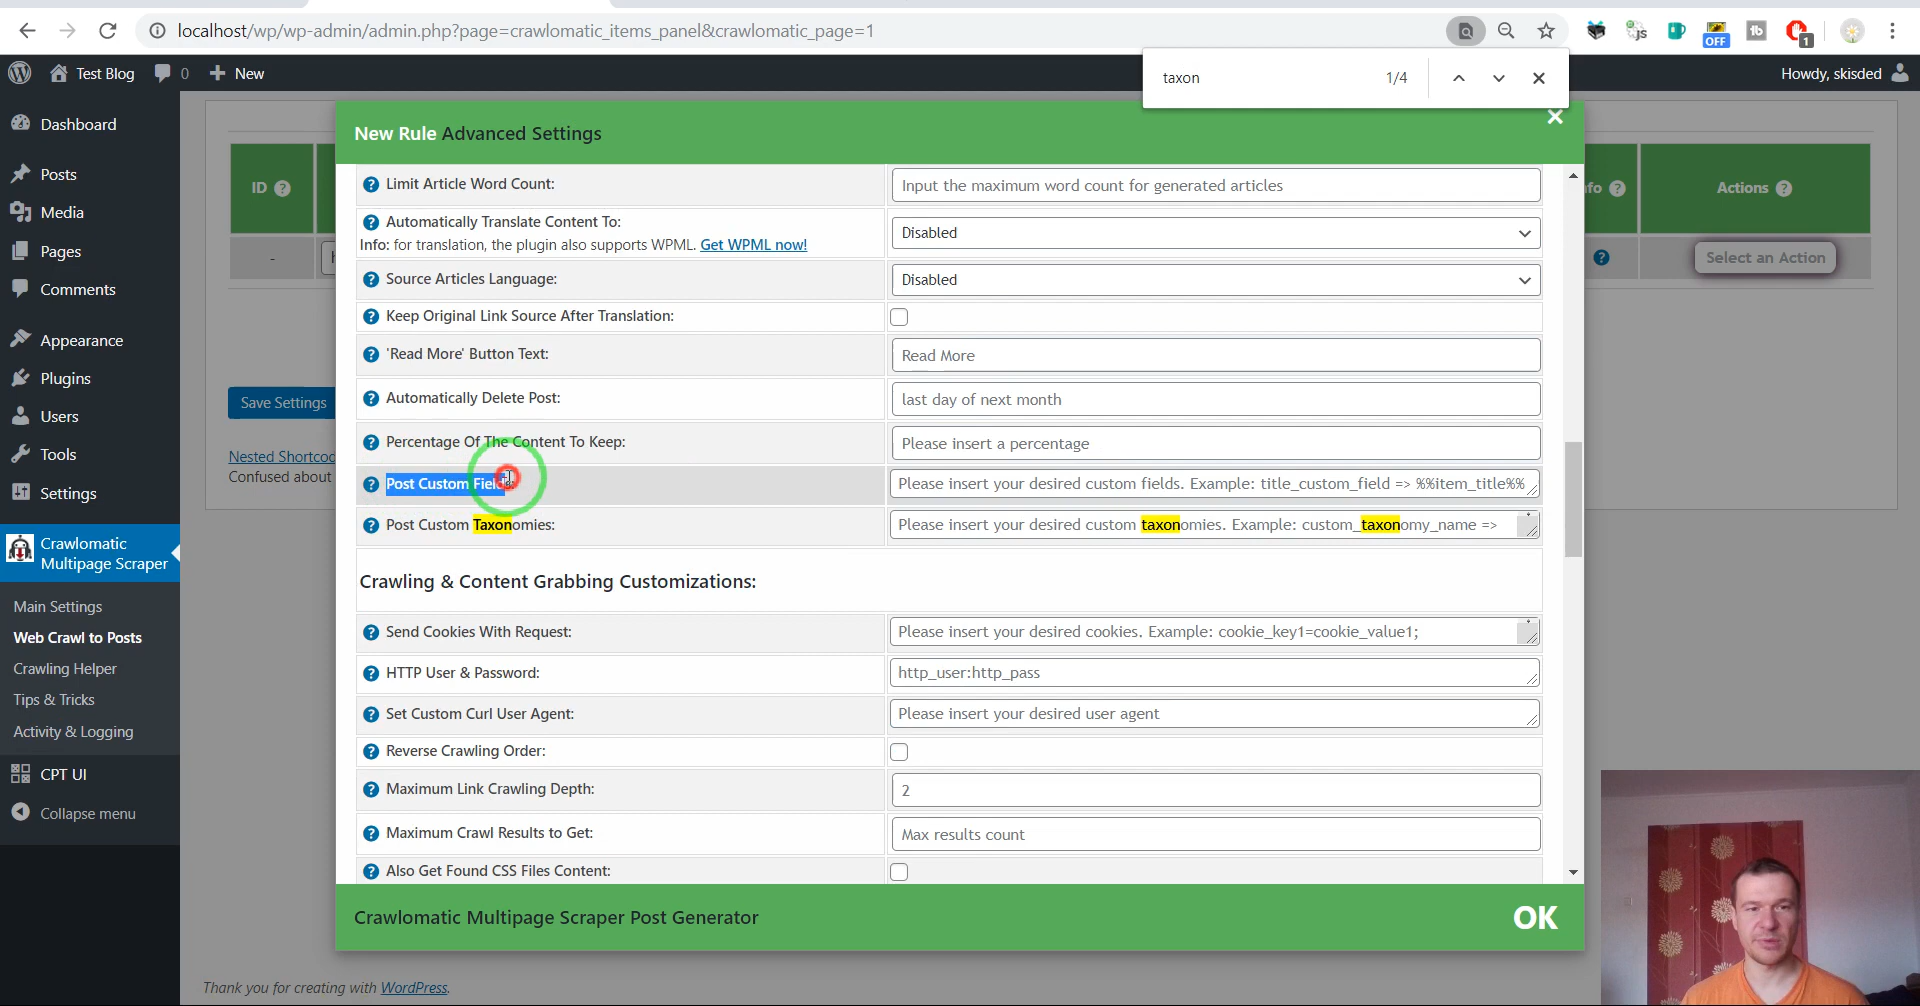 localhost/wp/wp-admin/admin.php?page=crawlomatic_items_panel&crawlomatic_page=1
JS
OFF
1
taxon
1/4
Test Blog
0
New
Howdy, skisded
Dashboard
Posts
Media
Pages
Comments
Appearance
Plugins
Users
Tools
Settings
Crawlomatic
Multipage Scraper
Main Settings
Web Crawl to Posts
Crawling Helper
Tips & Tricks
Activity & Logging
CPT UI
Collapse menu
ID
Actions
-
Select an Action
Save Settings
Confused about
New Rule Advanced Settings
Limit Article Word Count:
Input the maximum word count for generated articles
Automatically Translate Content To:
Info: for translation, the plugin also supports WPML. Get WPML now!
Disabled
Source Articles Language:
Disabled
Keep Original Link Source After Translation:
'Read More' Button Text:
Read More
Automatically Delete Post:
last day of next month
Percentage Of The Content To Keep:
Please insert a percentage
Post Custom Fields:
Please insert your desired custom fields. Example: title_custom_field => %%item_title%%
Post Custom Taxonomies:
Please insert your desired custom taxonomies. Example: custom_taxonomy_name =>
Crawling & Content Grabbing Customizations:
Send Cookies With Request:
Please insert your desired cookies. Example: cookie_key1=cookie_value1;
HTTP User & Password:
http_user:http_pass
Set Custom Curl User Agent:
Please insert your desired user agent
Reverse Crawling Order:
Maximum Link Crawling Depth:
2
Maximum Crawl Results to Get:
Max results count
Also Get Found CSS Files Content:
Crawlomatic Multipage Scraper Post Generator
OK
Thank you for creating with WordPress.